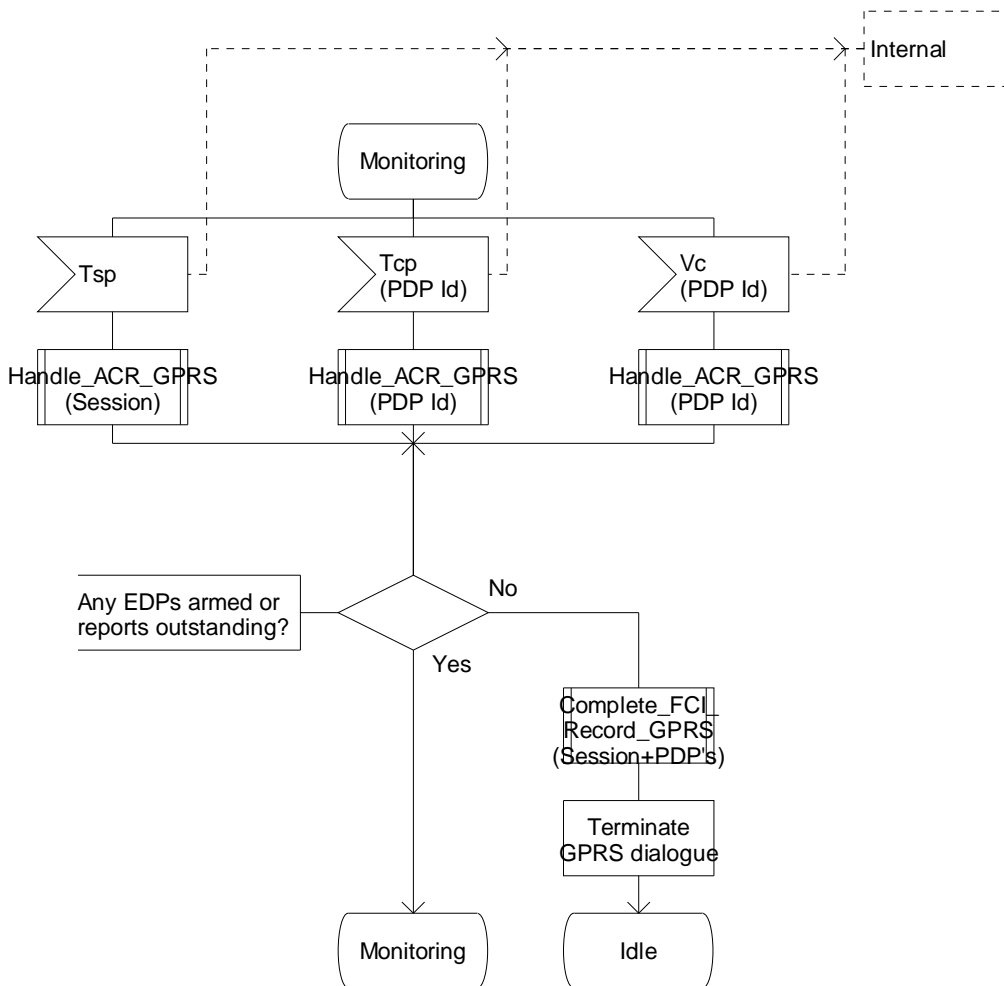 Internal
Monitoring
Tsp
Tcp
(PDP Id)
Vc
(PDP Id)
Handle_ACR_GPRS
(Session)
Handle_ACR_GPRS
(PDP Id)
Handle_ACR_GPRS
(PDP Id)
Any EDPs armed or
reports outstanding?
No
Yes
Complete_FCI_
Record_GPRS
(Session+PDP's)
Terminate
GPRS dialogue
Monitoring
Idle